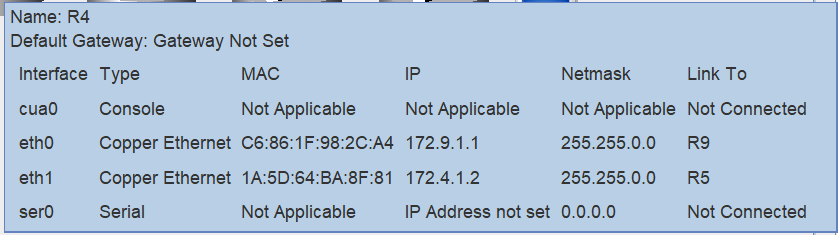 Name: R4
Default Gateway: Gateway Not Set
Interface Type MAC IP Netmask Link To
cua0 Console Not Applicable Not Applicable Not Applicable Not Connected
eth0 Copper Ethernet C6:86:1F:98:2C:A4 172.9.1.1 255.255.0.0 R9
eth1 Copper Ethernet 1A:5D:64:BA:8F:81 172.4.1.2 255.255.0.0 R5
ser0 Serial Not Applicable IP Address not set 0.0.0.0 Not Connected